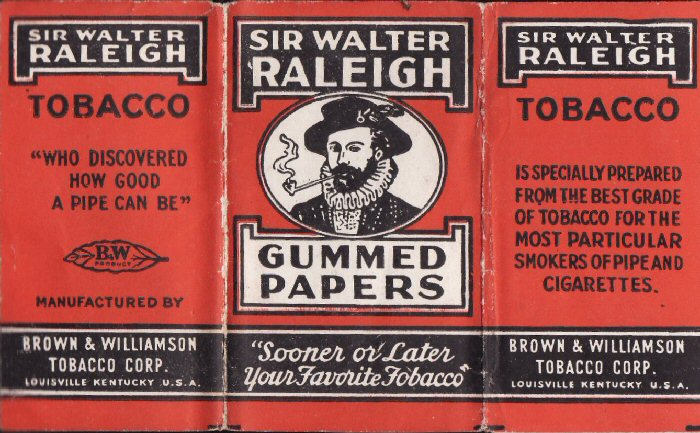 SIR WALTER
RALEIGH
TOBACCO
"WHO DISCOVERED
HOW GOOD
A PIPE CAN BE"
B&W
PRODUCT
MANUFACTURED BY
BROWN & WILLIAMSON
TOBACCO CORP.
LOUISVILLE KENTUCKY U.S.A.
SIR WALTER
RALEIGH
GUMMED
PAPERS
"Sooner or Later
Your Favorite Tobacco"
SIR WALTER
RALEIGH
TOBACCO
IS SPECIALLY PREPARED
FROM THE BEST GRADE
OF TOBACCO FOR THE
MOST PARTICULAR
SMOKERS OF PIPE AND
CIGARETTES.
BROWN & WILLIAMSON
TOBACCO CORP.
LOUISVILLE KENTUCKY U.S.A.